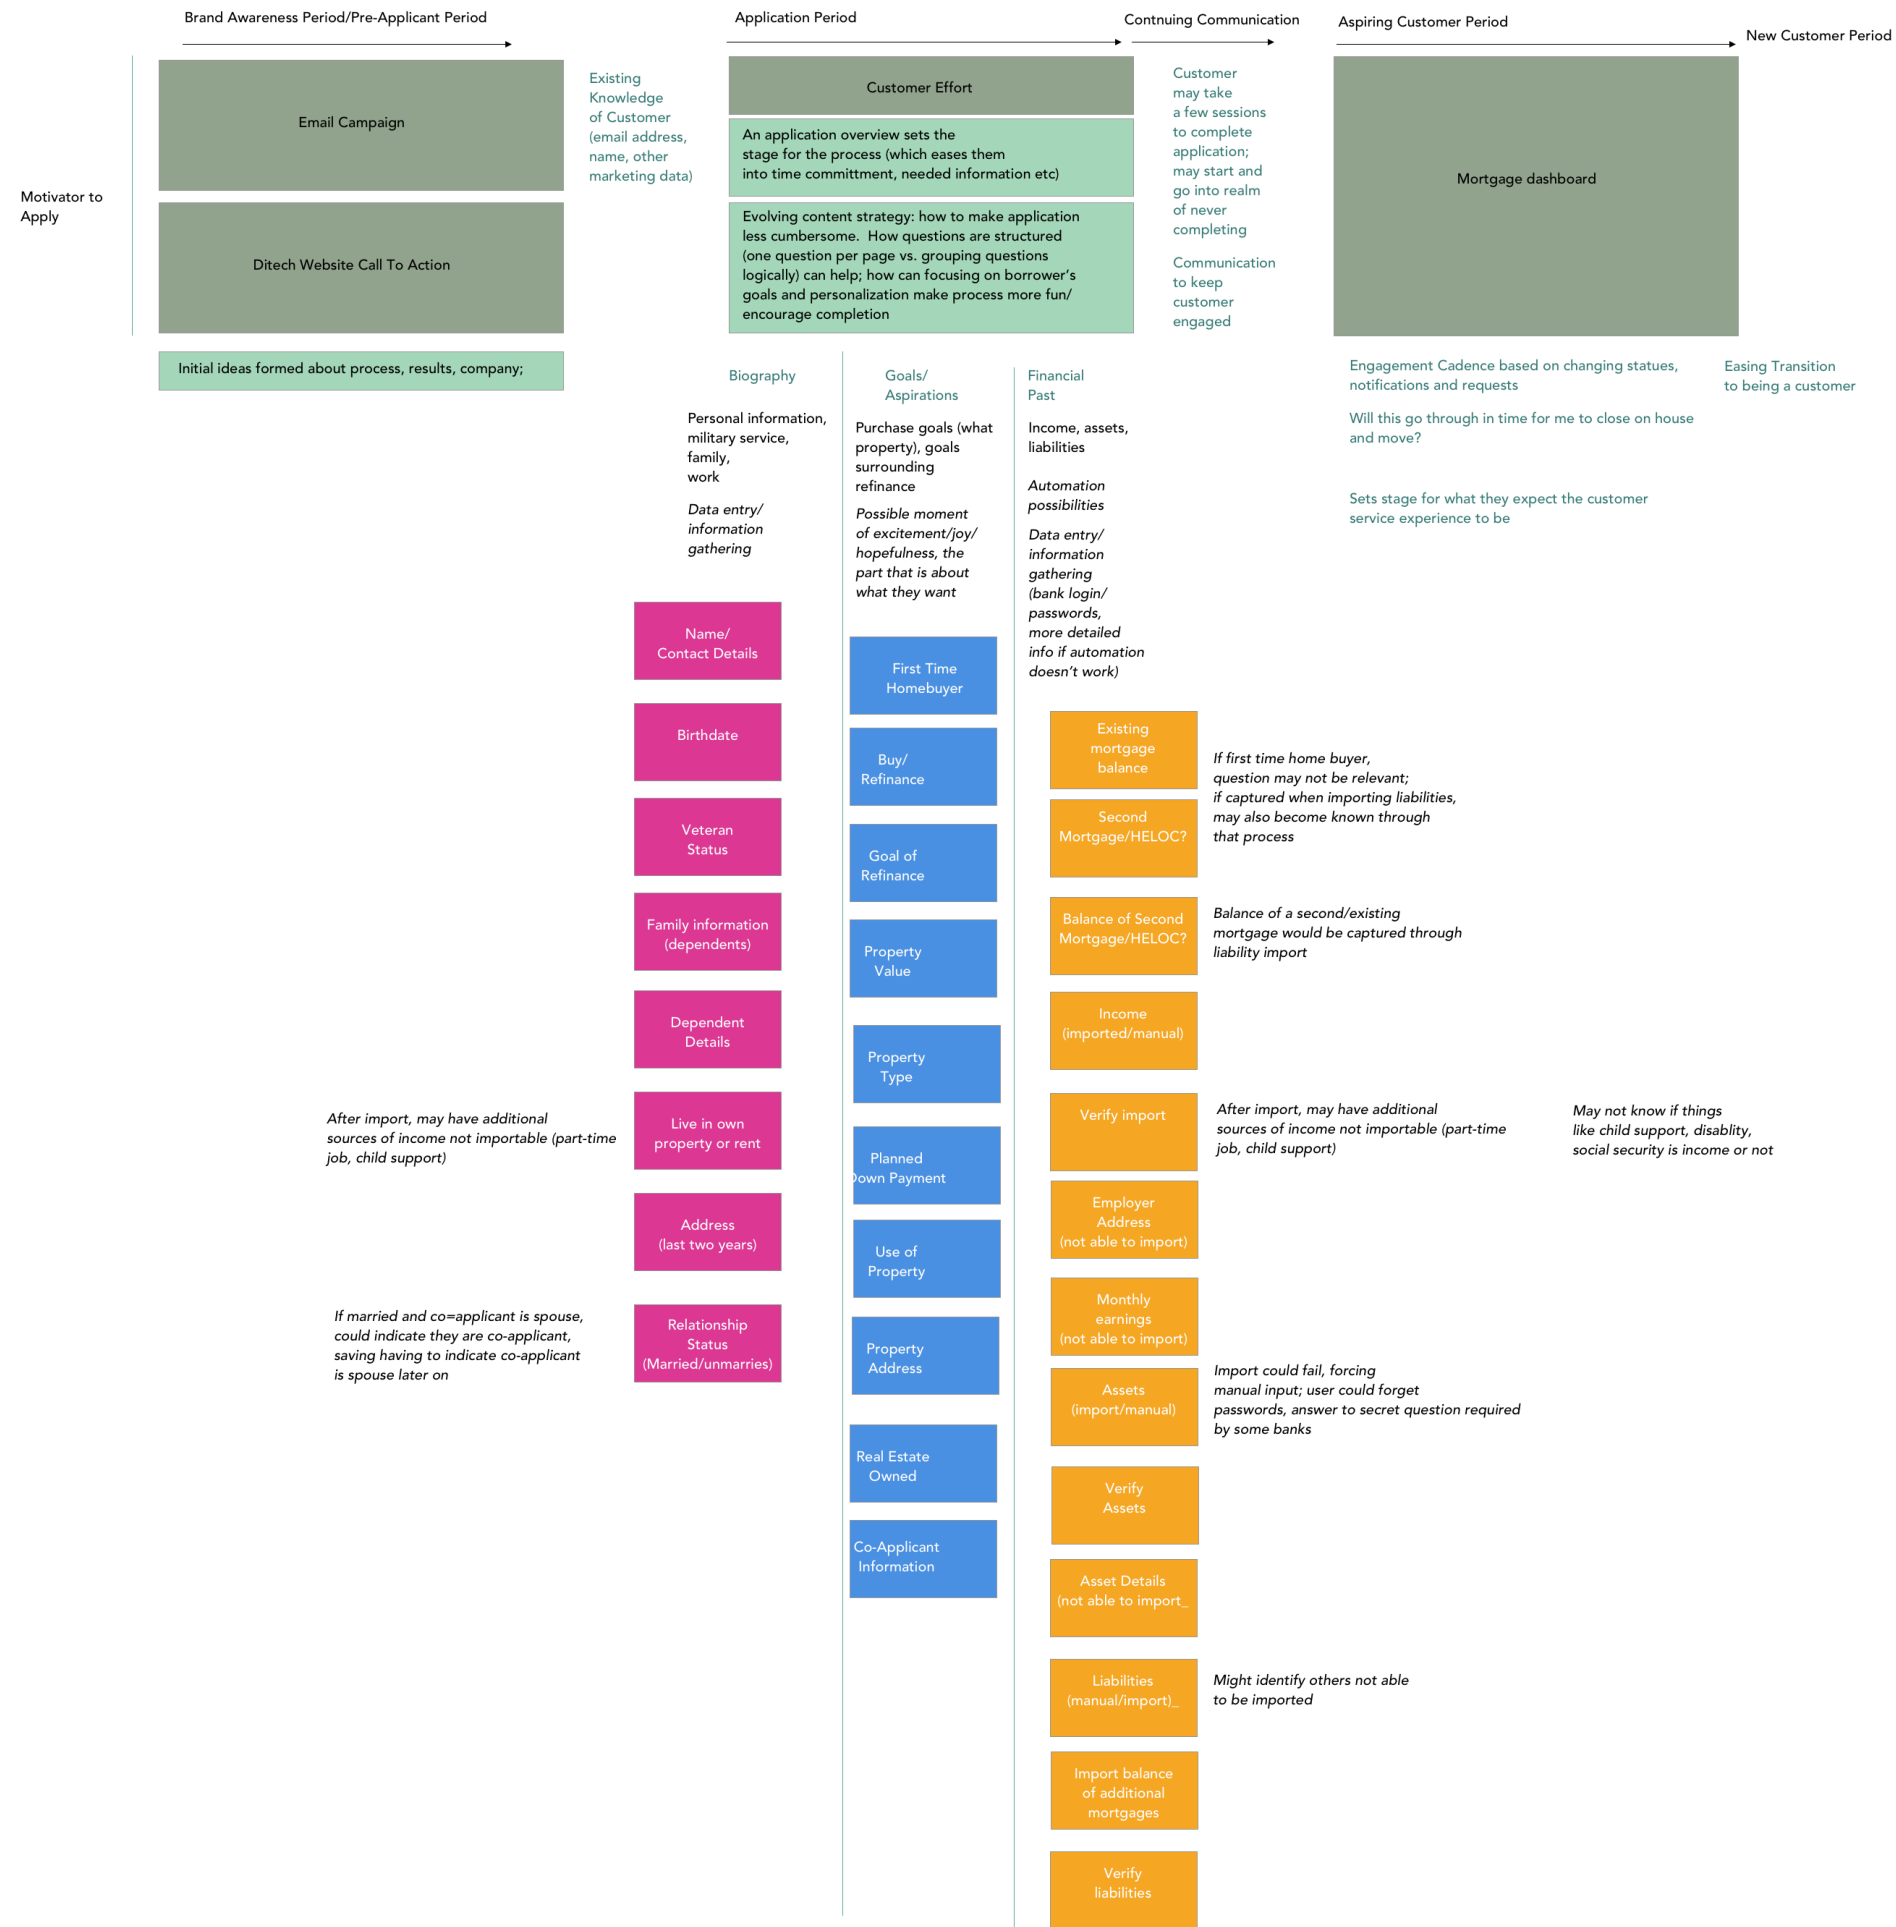 Brand Awareness Period/Pre-Applicant Period
Application Period
Contnuing Communication
Aspiring Customer Period
New Customer Period
Motivator to
Apply
Email Campaign
Ditech Website Call To Action
Initial ideas formed about process, results, company;
Existing
Knowledge
of Customer
(email address,
name, other
marketing data)
Customer Effort
An application overview sets the
stage for the process (which eases them
into time committment, needed information etc)
Evolving content strategy: how to make application
less cumbersome.  How questions are structured
(one question per page vs. grouping questions
logically) can help; how can focusing on borrower's
goals and personalization make process more fun/
encourage completion
Customer
may take
a few sessions
to complete
application;
may start and
go into realm
of never
completing
Communication
to keep
customer
engaged
Mortgage dashboard
Engagement Cadence based on changing statues,
notifications and requests
Will this go through in time for me to close on house
and move?
Sets stage for what they expect the customer
service experience to be
Easing Transition
to being a customer
Biography
Personal information,
military service,
family,
work
Data entry/
information
gathering
Name/
Contact Details
Birthdate
Veteran
Status
Family information
(dependents)
Dependent
Details
Live in own
property or rent
After import, may have additional
sources of income not importable (part-time
job, child support)
Address
(last two years)
Relationship
Status
(Married/unmarries)
If married and co=applicant is spouse,
could indicate they are co-applicant,
saving having to indicate co-applicant
is spouse later on
Goals/
Aspirations
Purchase goals (what
property), goals
surrounding
refinance
Possible moment
of excitement/joy/
hopefulness, the
part that is about
what they want
First Time
Homebuyer
Buy/
Refinance
Goal of
Refinance
Property
Value
Property
Type
Planned
Down Payment
Use of
Property
Property
Address
Real Estate
Owned
Co-Applicant
Information
Financial
Past
Income, assets,
liabilities
Automation
possibilities
Data entry/
information
gathering
(bank login/
passwords,
more detailed
info if automation
doesn't work)
Existing
mortgage
balance
If first time home buyer,
question may not be relevant;
if captured when importing liabilities,
may also become known through
that process
Second
Mortgage/HELOC?
Balance of Second
Mortgage/HELOC?
Balance of a second/existing
mortgage would be captured through
liability import
Income
(imported/manual)
Verify import
After import, may have additional
sources of income not importable (part-time
job, child support)
May not know if things
like child support, disablity,
social security is income or not
Employer
Address
(not able to import)
Monthly
earnings
(not able to import)
Assets
(import/manual)
Import could fail, forcing
manual input; user could forget
passwords, answer to secret question required
by some banks
Verify
Assets
Asset Details
(not able to import_
Liabilities
(manual/import)_
Might identify others not able
to be imported
Import balance
of additional
mortgages
Verify
liabilities